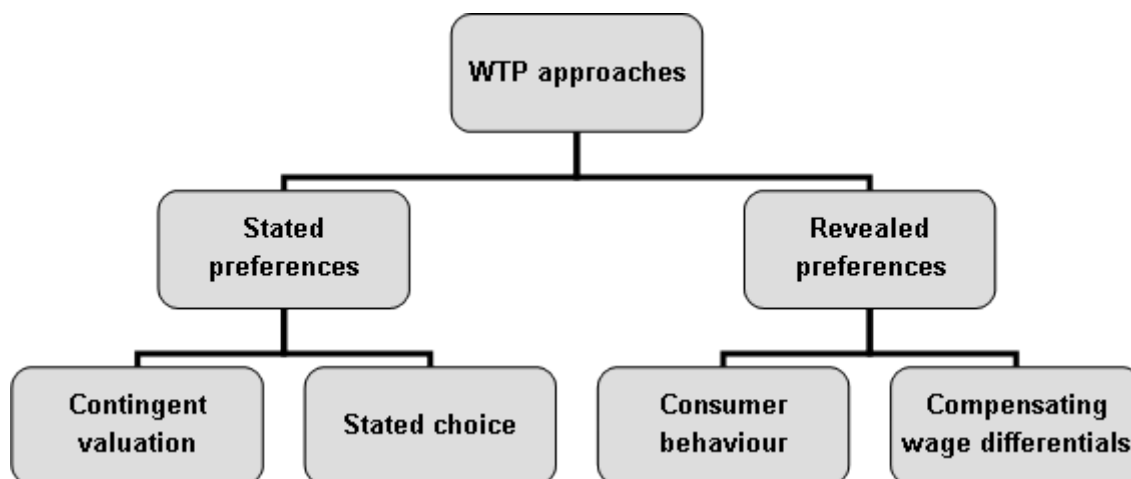 WTP approaches
Stated
preferences
Revealed
preferences
Contingent
valuation
Stated choice
Consumer
behaviour
Compensating
wage differentials